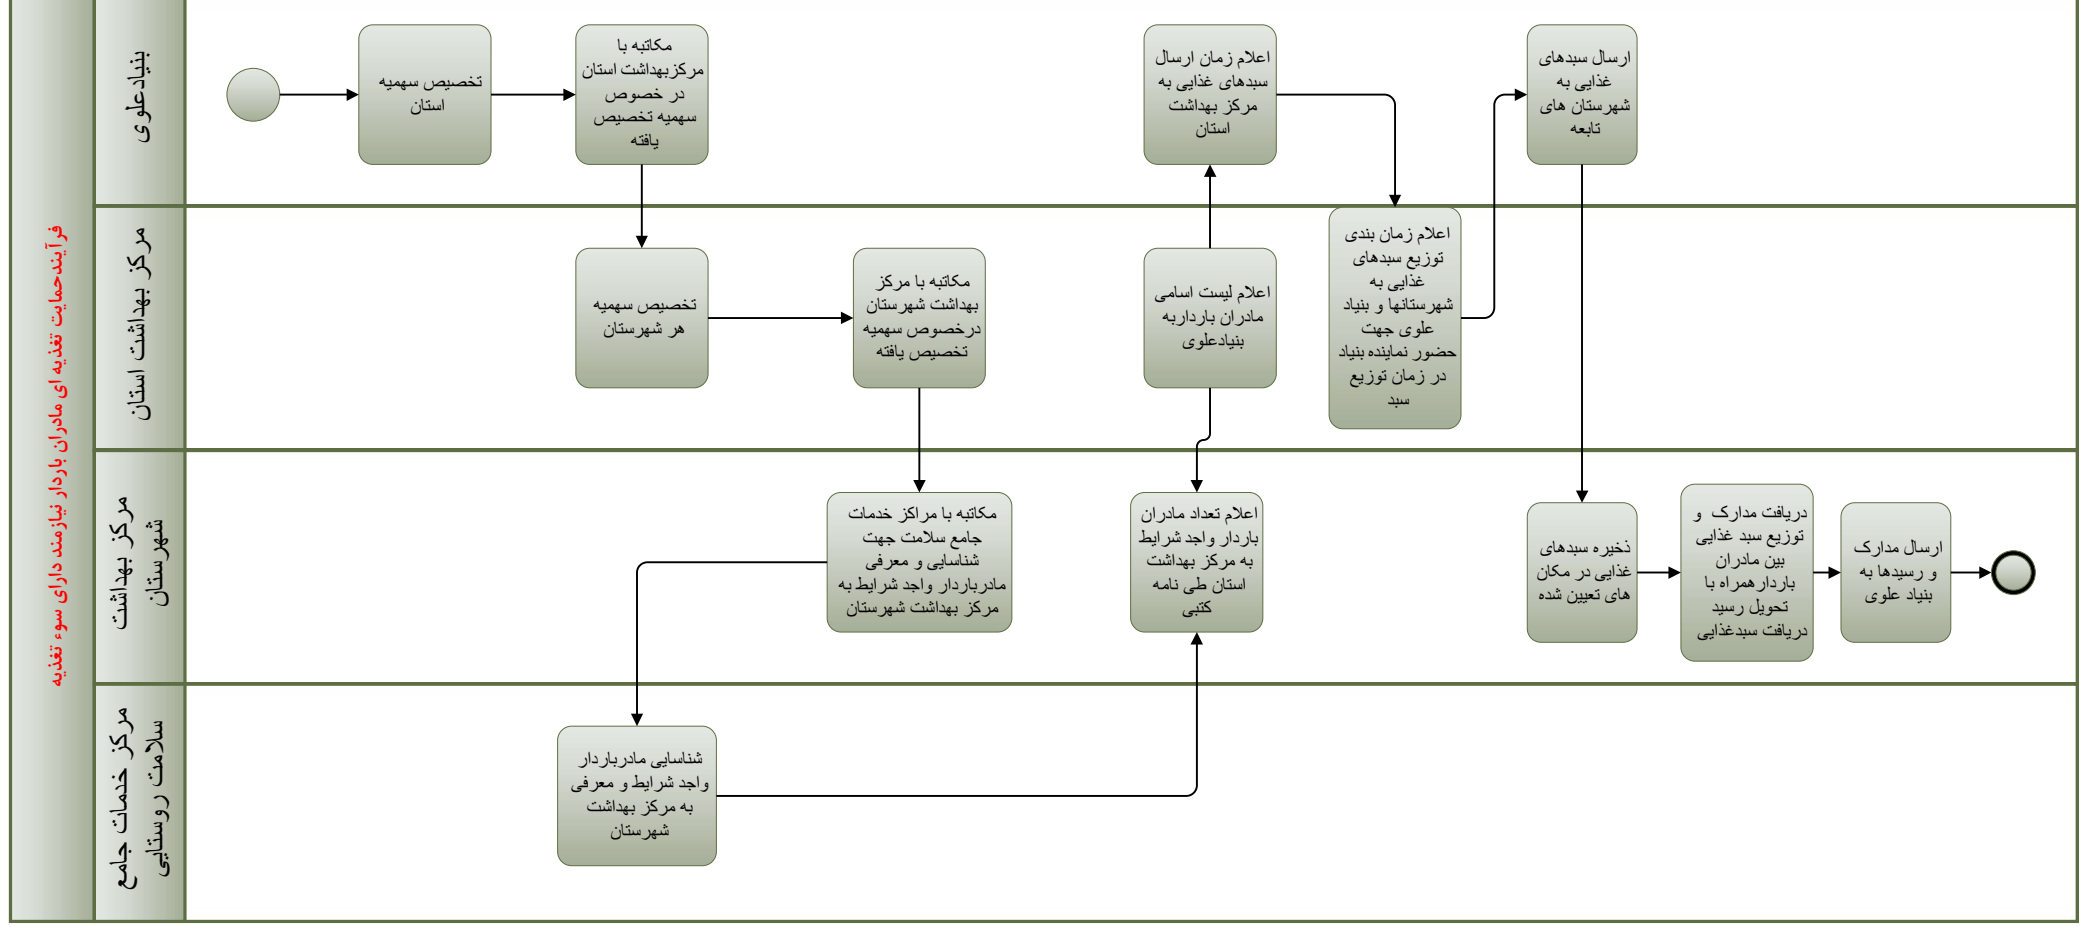 فرآیندحمایت تغذیه ای مادران باردار نیازمند دارای سوء تغذیه
بنیادعلوی
تخصیص سهمیه
استان
مکاتبه با
مرکزبهداشت استان
در خصوص
سهمیه تخصیص
یافته
اعلام زمان ارسال
سبدهای غذایی به
مرکز بهداشت
استان
ارسال سبدهای
غذایی به
شهرستان های
تابعه
مرکز بهداشت استان
تخصیص سهمیه
هر شهرستان
مکاتبه با مرکز
بهداشت شهرستان
درخصوص سهمیه
تخصیص یافته
اعلام لیست اسامی
مادران بارداربه
بنیادعلوی
اعلام زمان بندی
توزیع سبدهای
غذایی به
شهرستانها و بنیاد
علوی جهت
حضور نماینده بنیاد
در زمان توزیع
سبد
مرکز بهداشت
شهرستان
مکاتبه با مراکز خدمات
جامع سلامت جهت
شناسایی و معرفی
مادرباردار واجد شرایط به
مرکز بهداشت شهرستان
اعلام تعداد مادران
باردار واجد شرایط
به مرکز بهداشت
استان طی نامه
کتبی
ذخیره سبدهای
غذایی در مکان
های تعیین شده
دریافت مدارک و
توزیع سبد غذایی
بین مادران
باردارهمراه با
تحویل رسید
دریافت سبدغذایی
ارسال مدارک
و رسیدها به
بنیاد علوی
مرکز خدمات جامع
سلامت روستایی
شناسایی مادرباردار
واجد شرایط و معرفی
به مرکز بهداشت
شهرستان